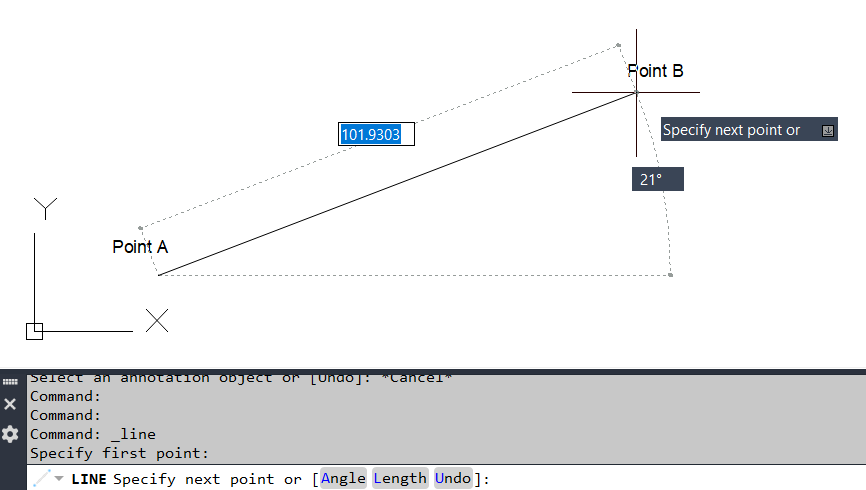 Point B
101.9303
Specify next point or
21°
Y
Point A
X
Select an annotation object or [Undo]: *Cancel*
Command:
Command:
Command: _line
Specify first point:
LINE Specify next point or [Angle Length Undo]: